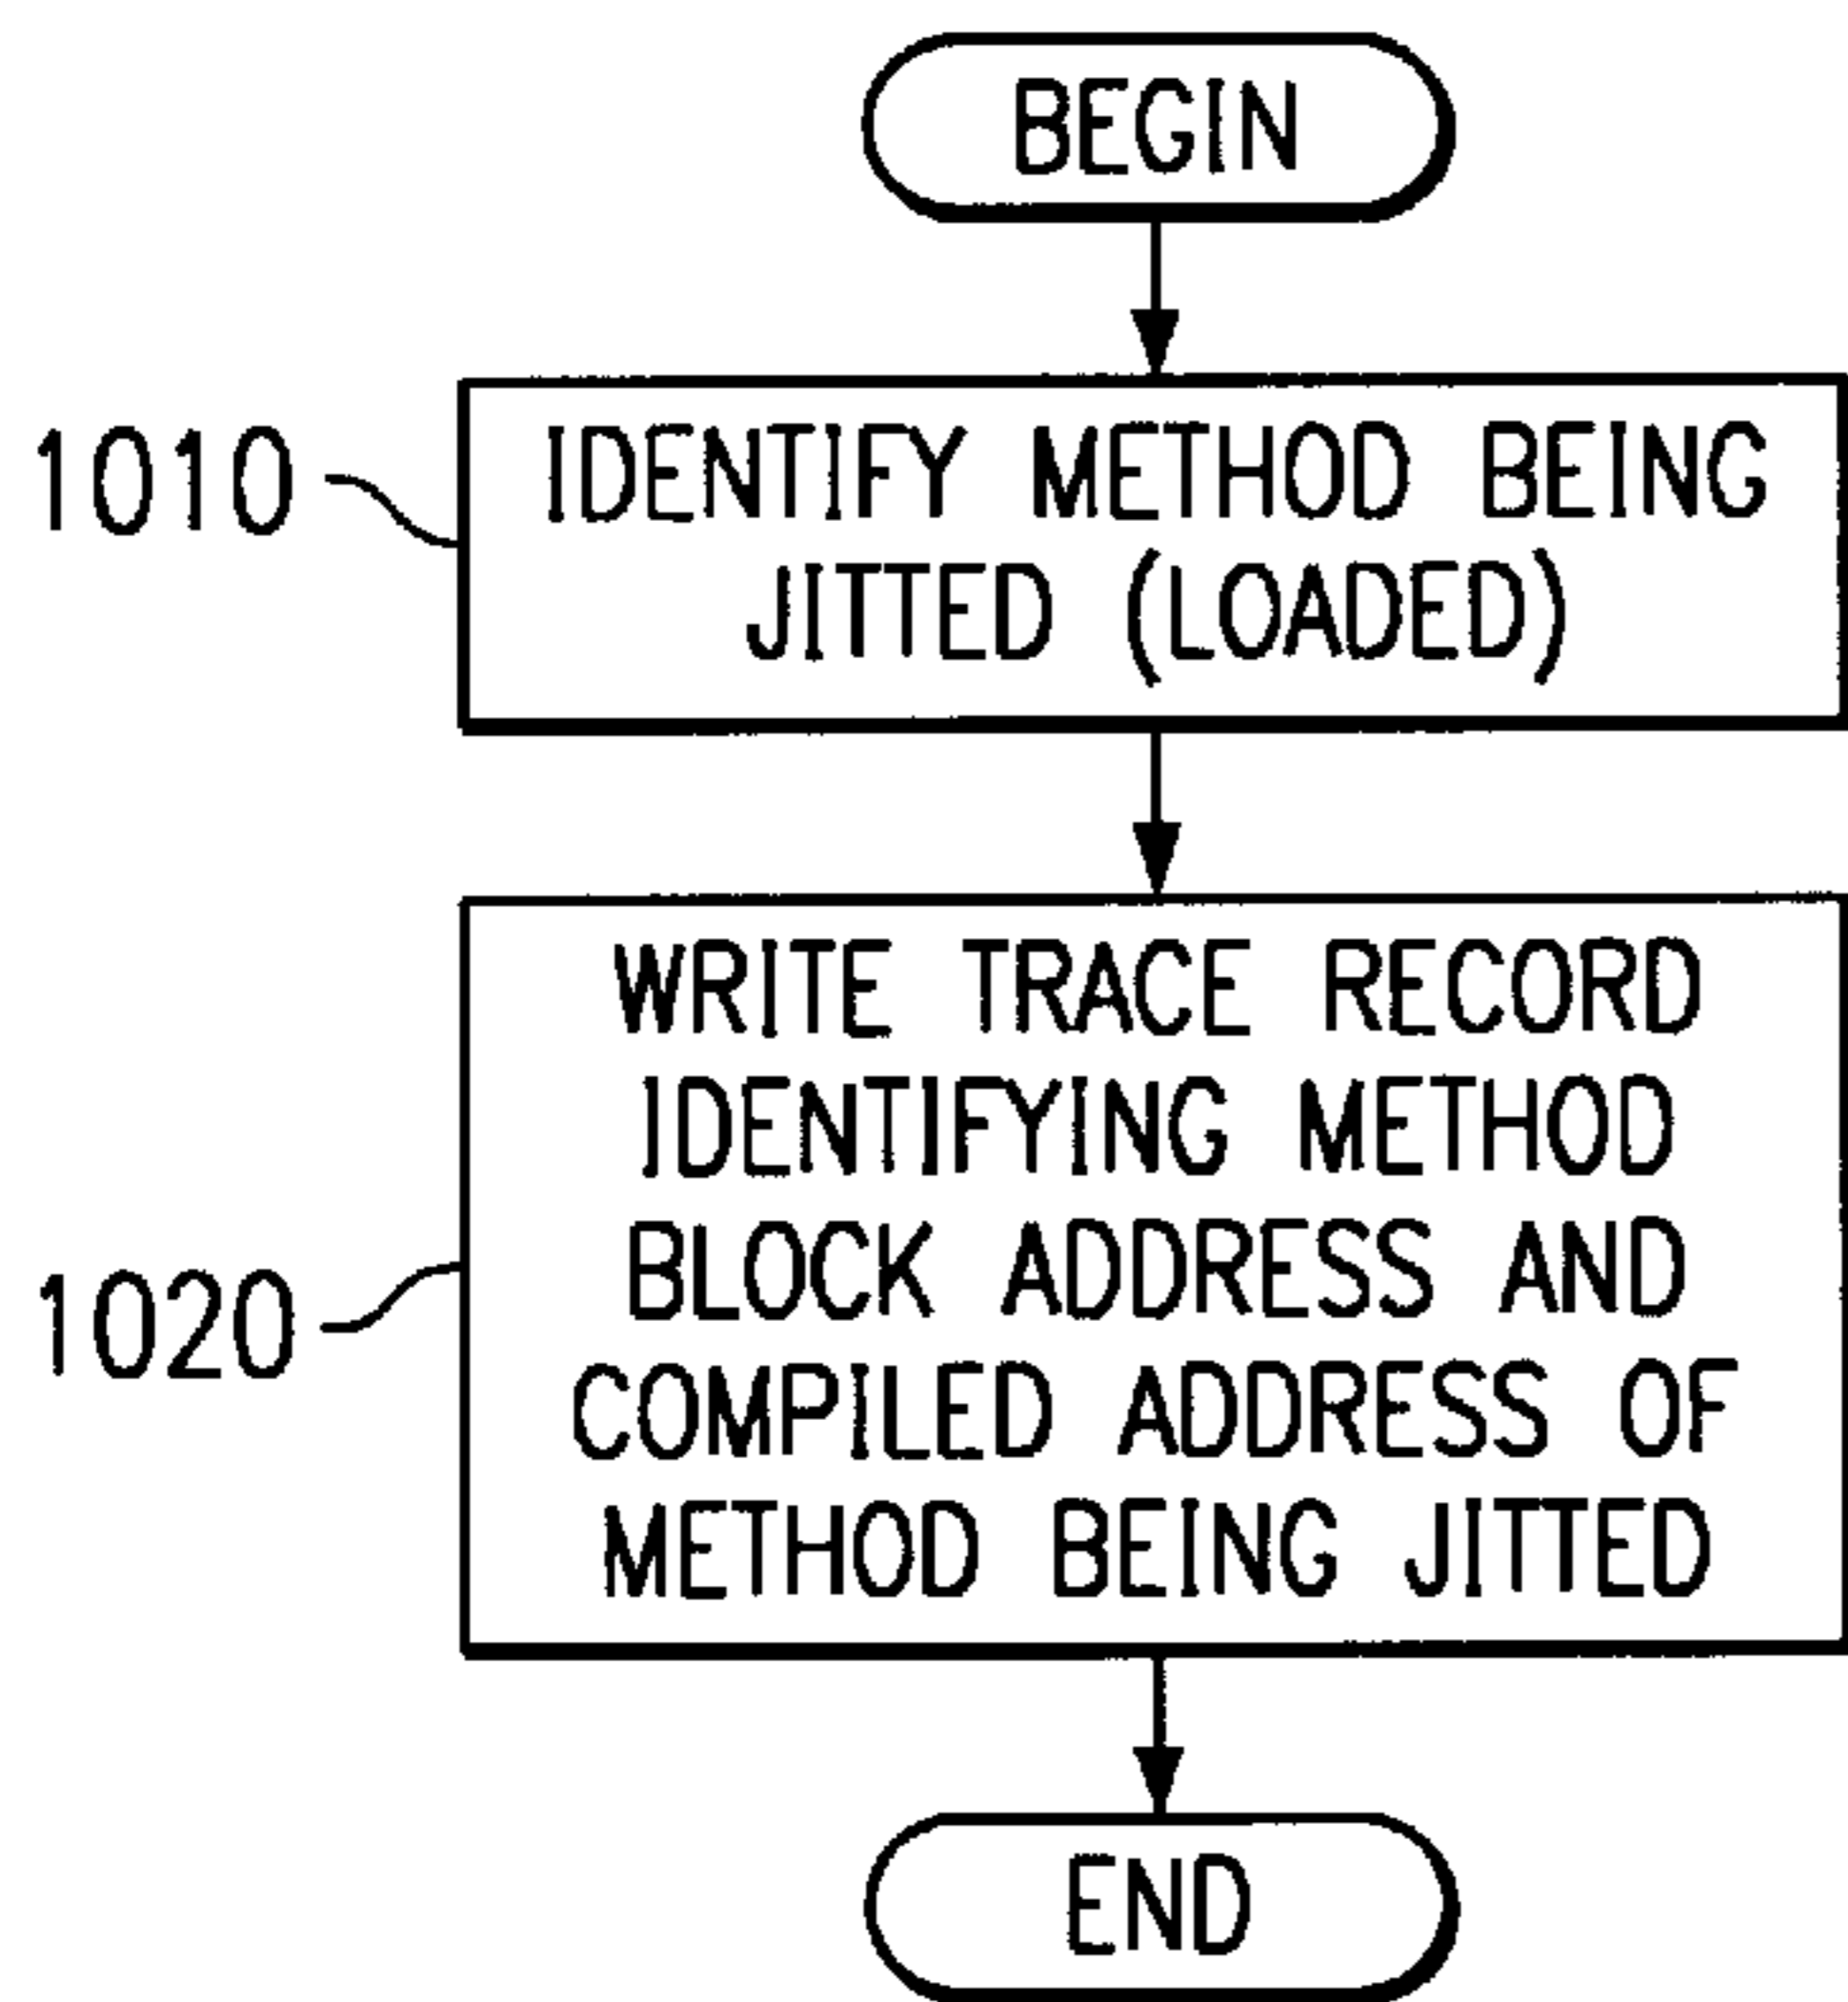 BEGIN
1010
IDENTIFY METHOD BEING
JITTED (LOADED)
1020
WRITE TRACE RECORD
IDENTIFYING METHOD
BLOCK ADDRESS AND
COMPILED ADDRESS OF
METHOD BEING JITTED
END